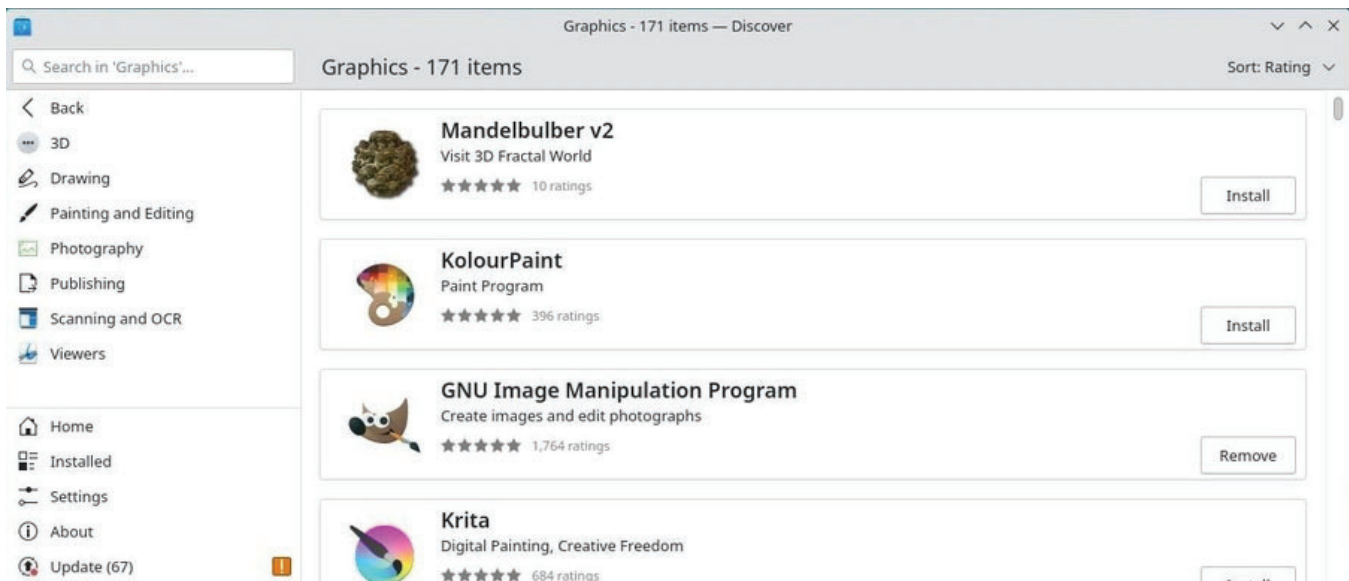 Graphics - 171 items — Discover
Search in 'Graphics'...
Graphics - 171 items
Sort: Rating
Back
3D
Drawing
Painting and Editing
Photography
Publishing
Scanning and OCR
Viewers
Home
Installed
Settings
About
Update (67)
Mandelbulber v2
Visit 3D Fractal World
10 ratings
Install
KolourPaint
Paint Program
396 ratings
Install
GNU Image Manipulation Program
Create images and edit photographs
1,764 ratings
Remove
Krita
Digital Painting, Creative Freedom
684 ratings